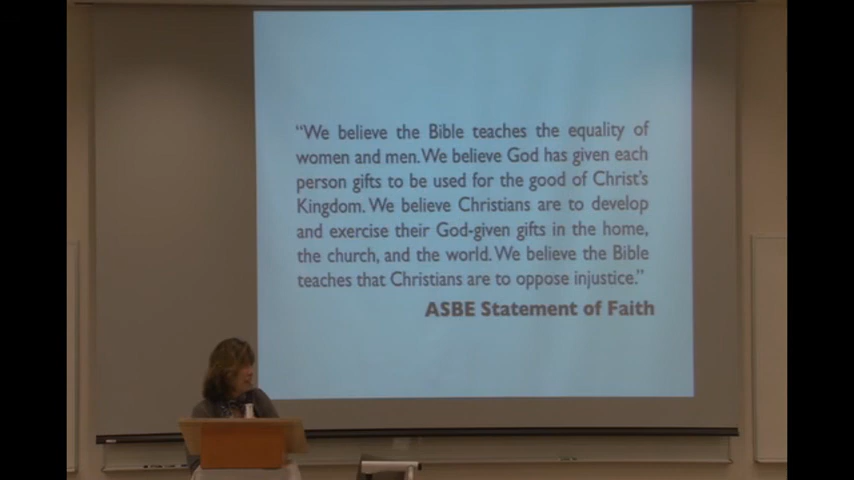 “We believe the Bible teaches the equality of
women and men. We believe God has given each
person gifts to be used for the good of Christ’s
Kingdom. We believe Christians are to develop
and exercise their God-given gifts in the home,
the church, and the world. We believe the Bible
teaches that Christians are to oppose injustice.”
ASBE Statement of Faith